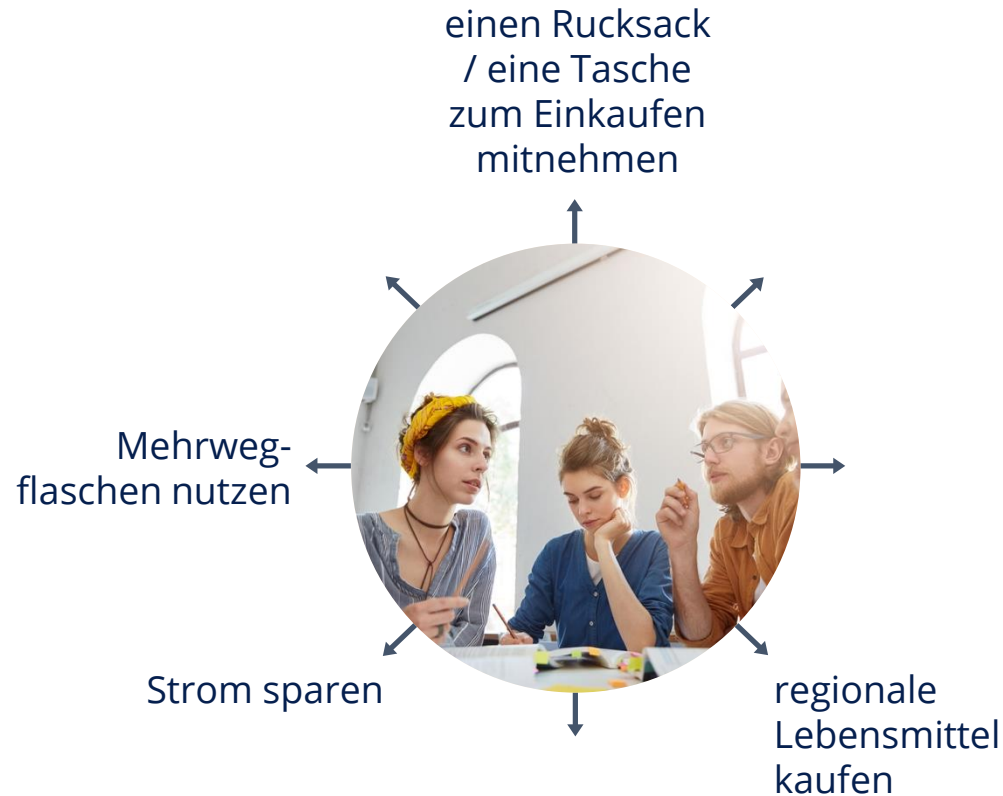 einen Rucksack
/ eine Tasche
zum Einkaufen
mitnehmen
Mehrweg-
flaschen nutzen
Strom sparen
regionale
Lebensmittel
kaufen